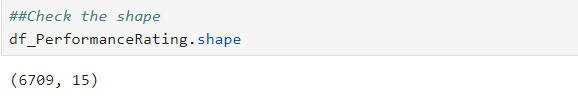 ##Check the shape
df_PerformanceRating.shape
(6709, 15)